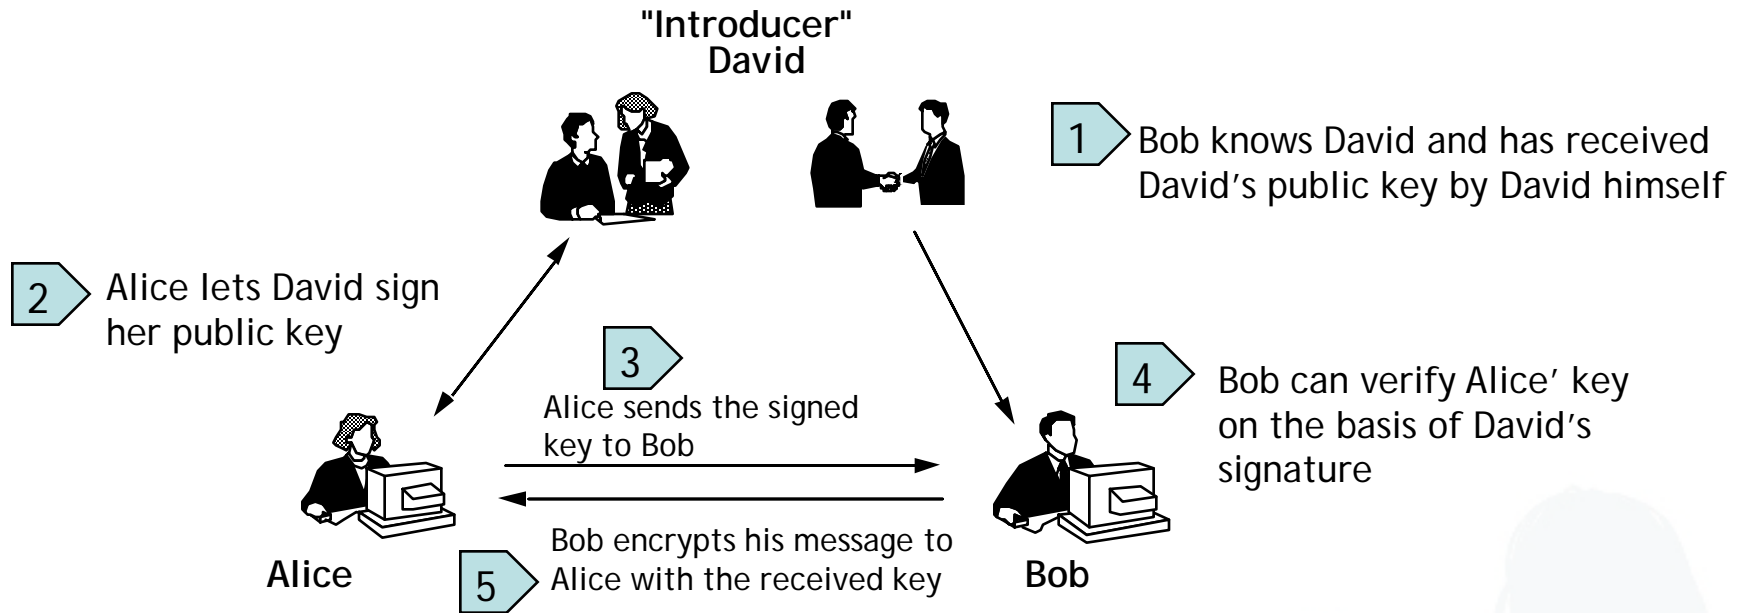 "Introducer"
David
1
Bob knows David and has received
David's public key by David himself
2
Alice lets David sign
her public key
3
Alice sends the signed
key to Bob
4
Bob can verify Alice' key
on the basis of David's
signature
5
Bob encrypts his message to
Alice with the received key
Alice
Bob